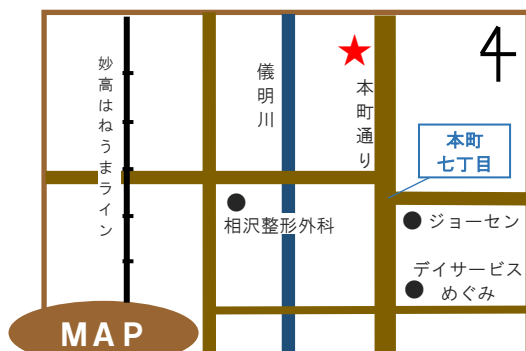 妙高はねうまライン
儀明川
本町通り
本町
七丁目
相沢整形外科
ジョーセン
デイサービス
めぐみ
MAP